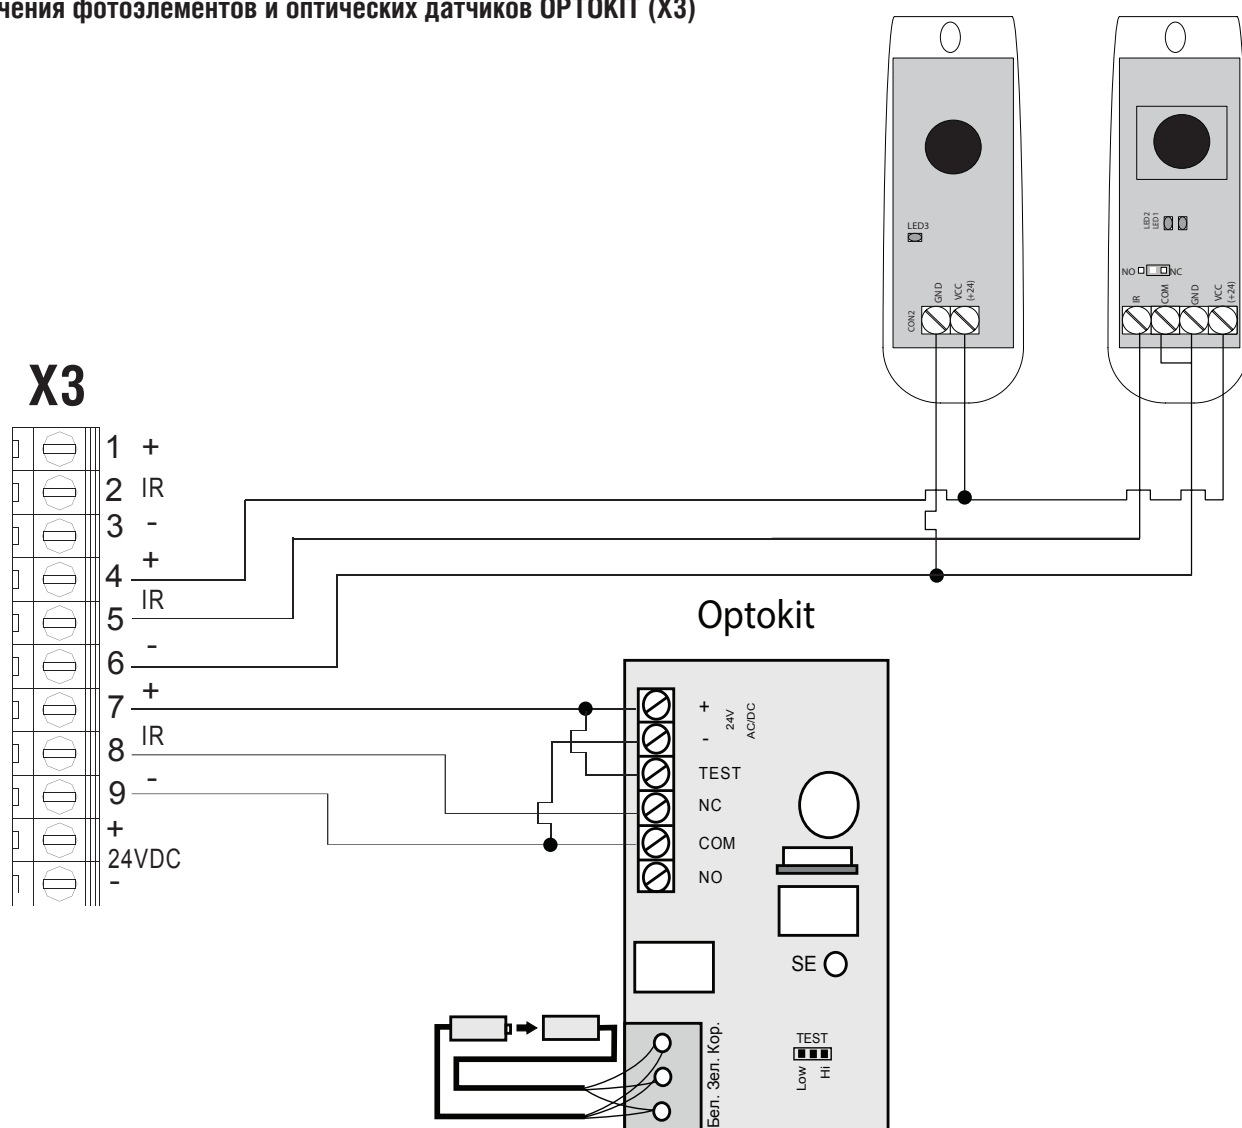 чения фотоэлементов и оптических датчиков OPTOKIT (X3)
LED3
CON2
GND
VCC
(+24)
LED2
LED1
NO
NC
IR
COM
GND
VCC
(+24)
X3
1 +
2 IR
3 -
4 +
5 IR
6 -
7 +
8 IR
9 -
+
24VDC
-
Optokit
+
-
24V
AC/DC
TEST
NC
COM
NO
SE
TEST
Low
Hi
Бел. Зел. Кор.